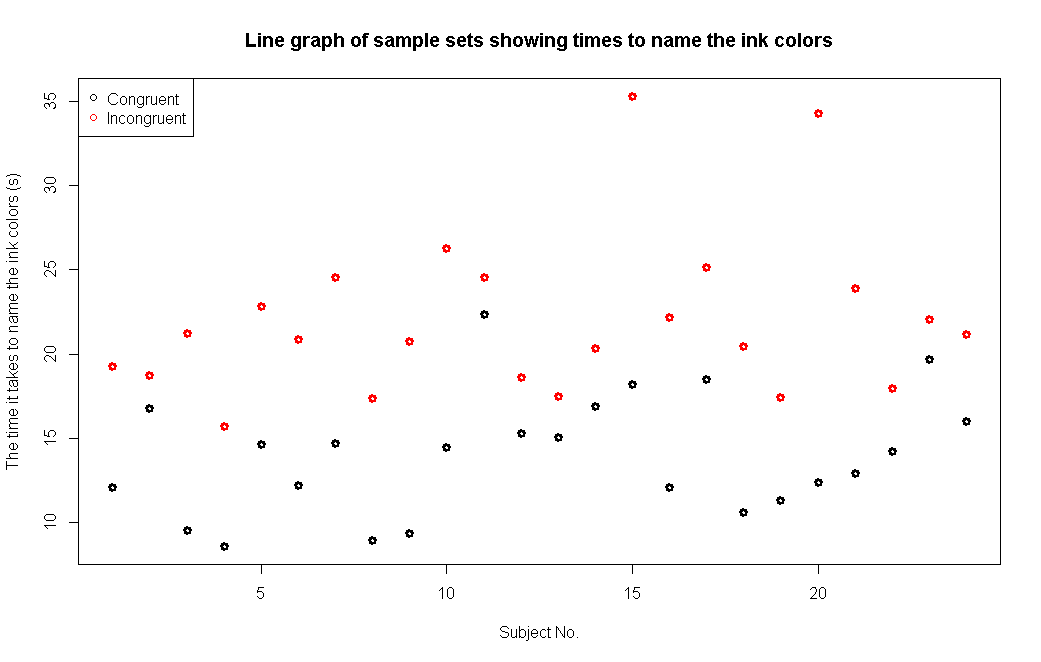 Line graph of sample sets showing times to name the ink colors
Congruent
Incongruent
The time it takes to name the ink colors (s)
35
30
25
20
15
10
5
10
15
20
Subject No.